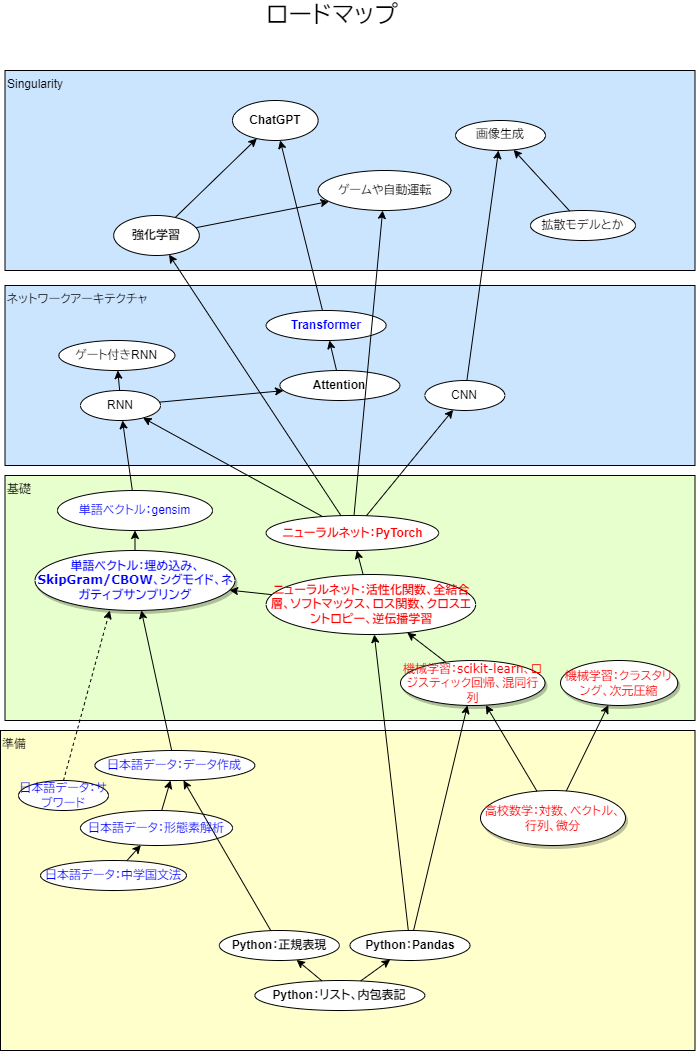 ロードマップ
Singularity
ChatGPT
画像生成
ゲームや自動運転
強化学習
拡散モデルとか
ネットワークアーキテクチャ
Transformer
ゲート付きRNN
Attention
RNN
CNN
基礎
単語ベクトル：gensim
ニューラルネット：PyTorch
単語ベクトル：埋め込み、
SkipGram/CBOW、シグモイド、ネ
ガティブサンプリング
ニューラルネット：活性化関数、全結合
層、ソフトマックス、ロス関数、クロスエ
ントロピー、逆伝播学習
機械学習：scikit-learn、ロ
ジスティック回帰、混同行
列
機械学習：クラスタリ
ング、次元圧縮
準備
日本語データ：データ作成
日本語データ：サ
ブワード
高校数学：対数、ベクトル、
行列、微分
日本語データ：形態素解析
日本語データ：中学国文法
Python：正規表現
Python：Pandas
Python：リスト、内包表記